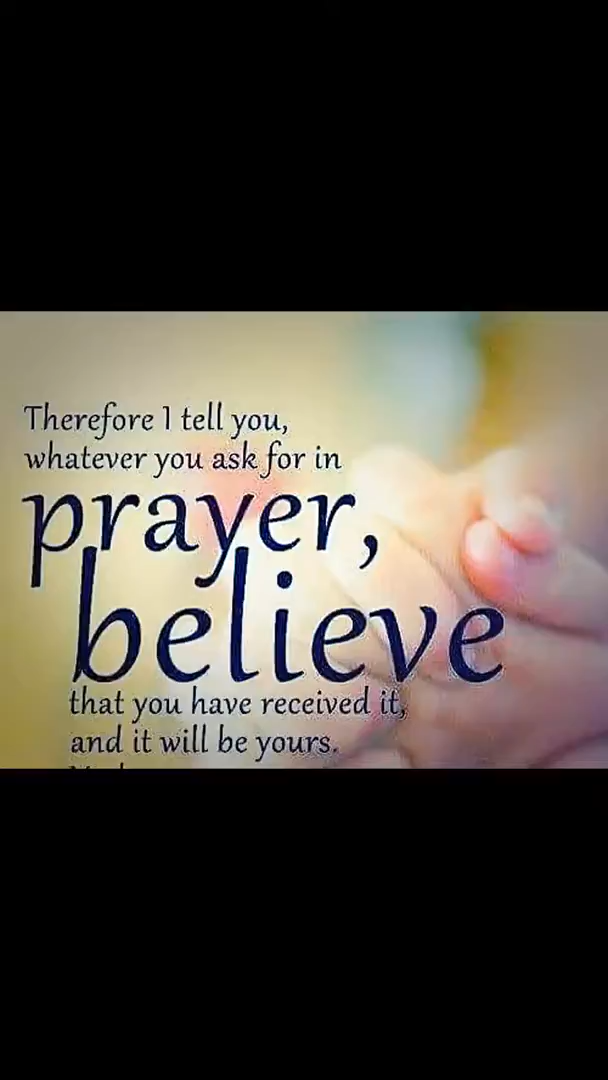 Therefore I tell you,
whatever you ask for in
prayer,
believe
that you have received it,
and it will be yours.